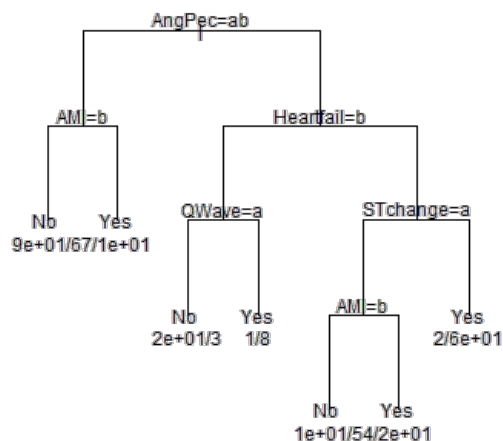 AngPec=ab
AMI=b
Heartfail=b
No
Yes
9e+01/67/1e+01
QWave=a
STchange=a
No
Yes
2e+01/3
1/8
AMI=b
Yes
2/6e+01
No
Yes
1e+01/54/2e+01